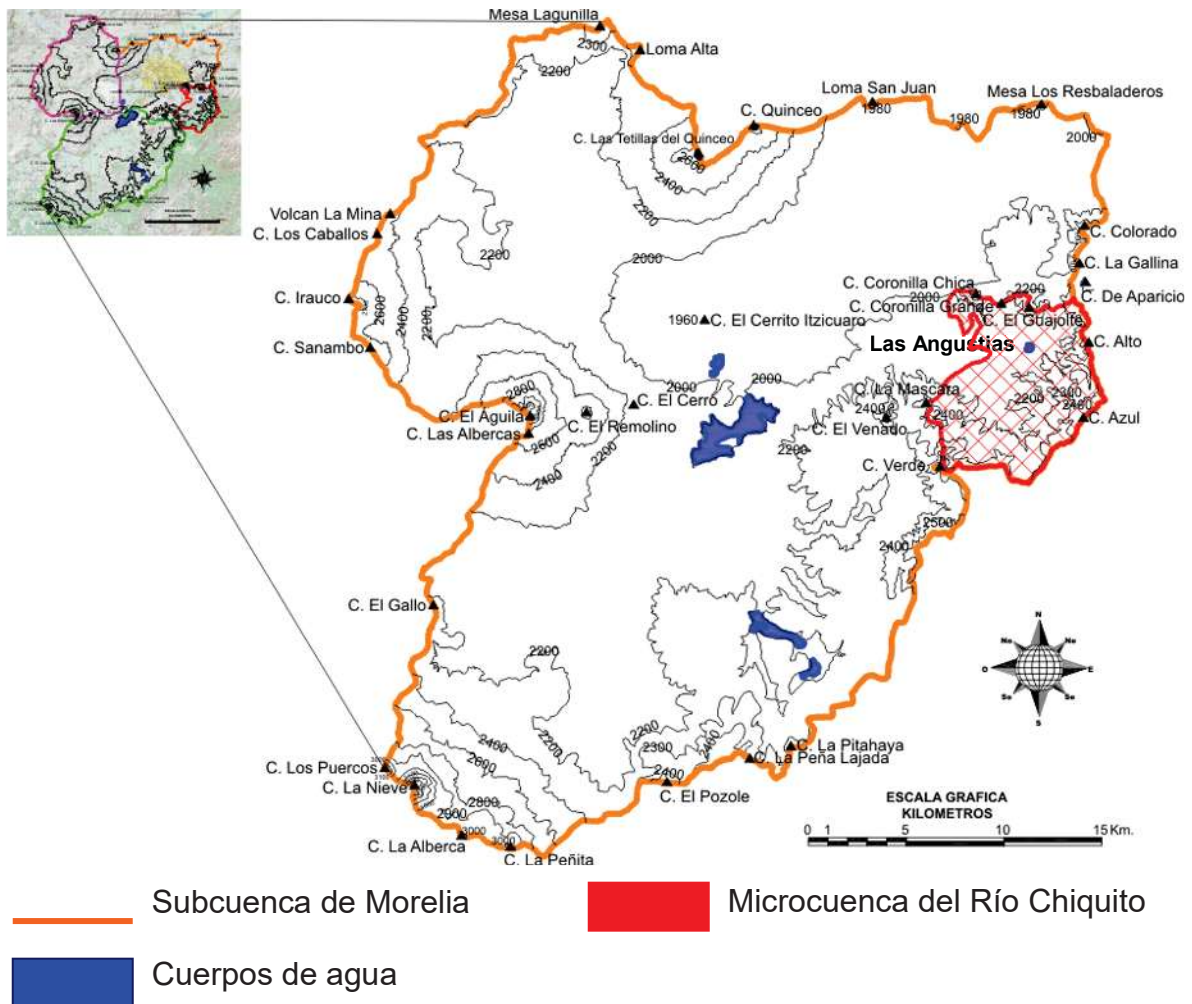 Mesa Lagunilla
2300
Loma Alta
2200
Loma San Juan
1980
Mesa Los Resbaladeros
1980
C. Quinceo
2000
C. Las Tetillas del Quinceo
2600
2400
2200
Volcan La Mina
C. Los Caballos
2200
2000
C. Colorado
C. La Gallina
C. Coronilla Chica
2200
C. De Aparicio
2000
C. Coronilla Grande
C. El Guajolte
C. Irauco
2600
2400
2200
1960
C. El Cerrito Itzicuaro
Las Angustias
C. Alto
C. Sanambo
2800
2000
2000
C. La Mascara
2300
2200
2400
C. El Aguila
C. El Cerro
2400
2400
C. Azul
C. Las Albercas
C. El Remolino
C. El Venado
2600
2200
2200
2400
C. Verde
2500
2400
C. El Gallo
2200
N
No
Ne
O
E
So
Se
S
2400
2200
2200
2300
2400
2600
C. La Pitahaya
C. Los Puercos
C. La Peña Lajada
2400
C. La Nieve
C. El Pozole
2800
2900
3000
3000
C. La Alberca
C. La Peñita
ESCALA GRAFICA
KILOMETROS
0 1 5 10 15 Km.
Subcuenca de Morelia
Microcuenca del Río Chiquito
Cuerpos de agua